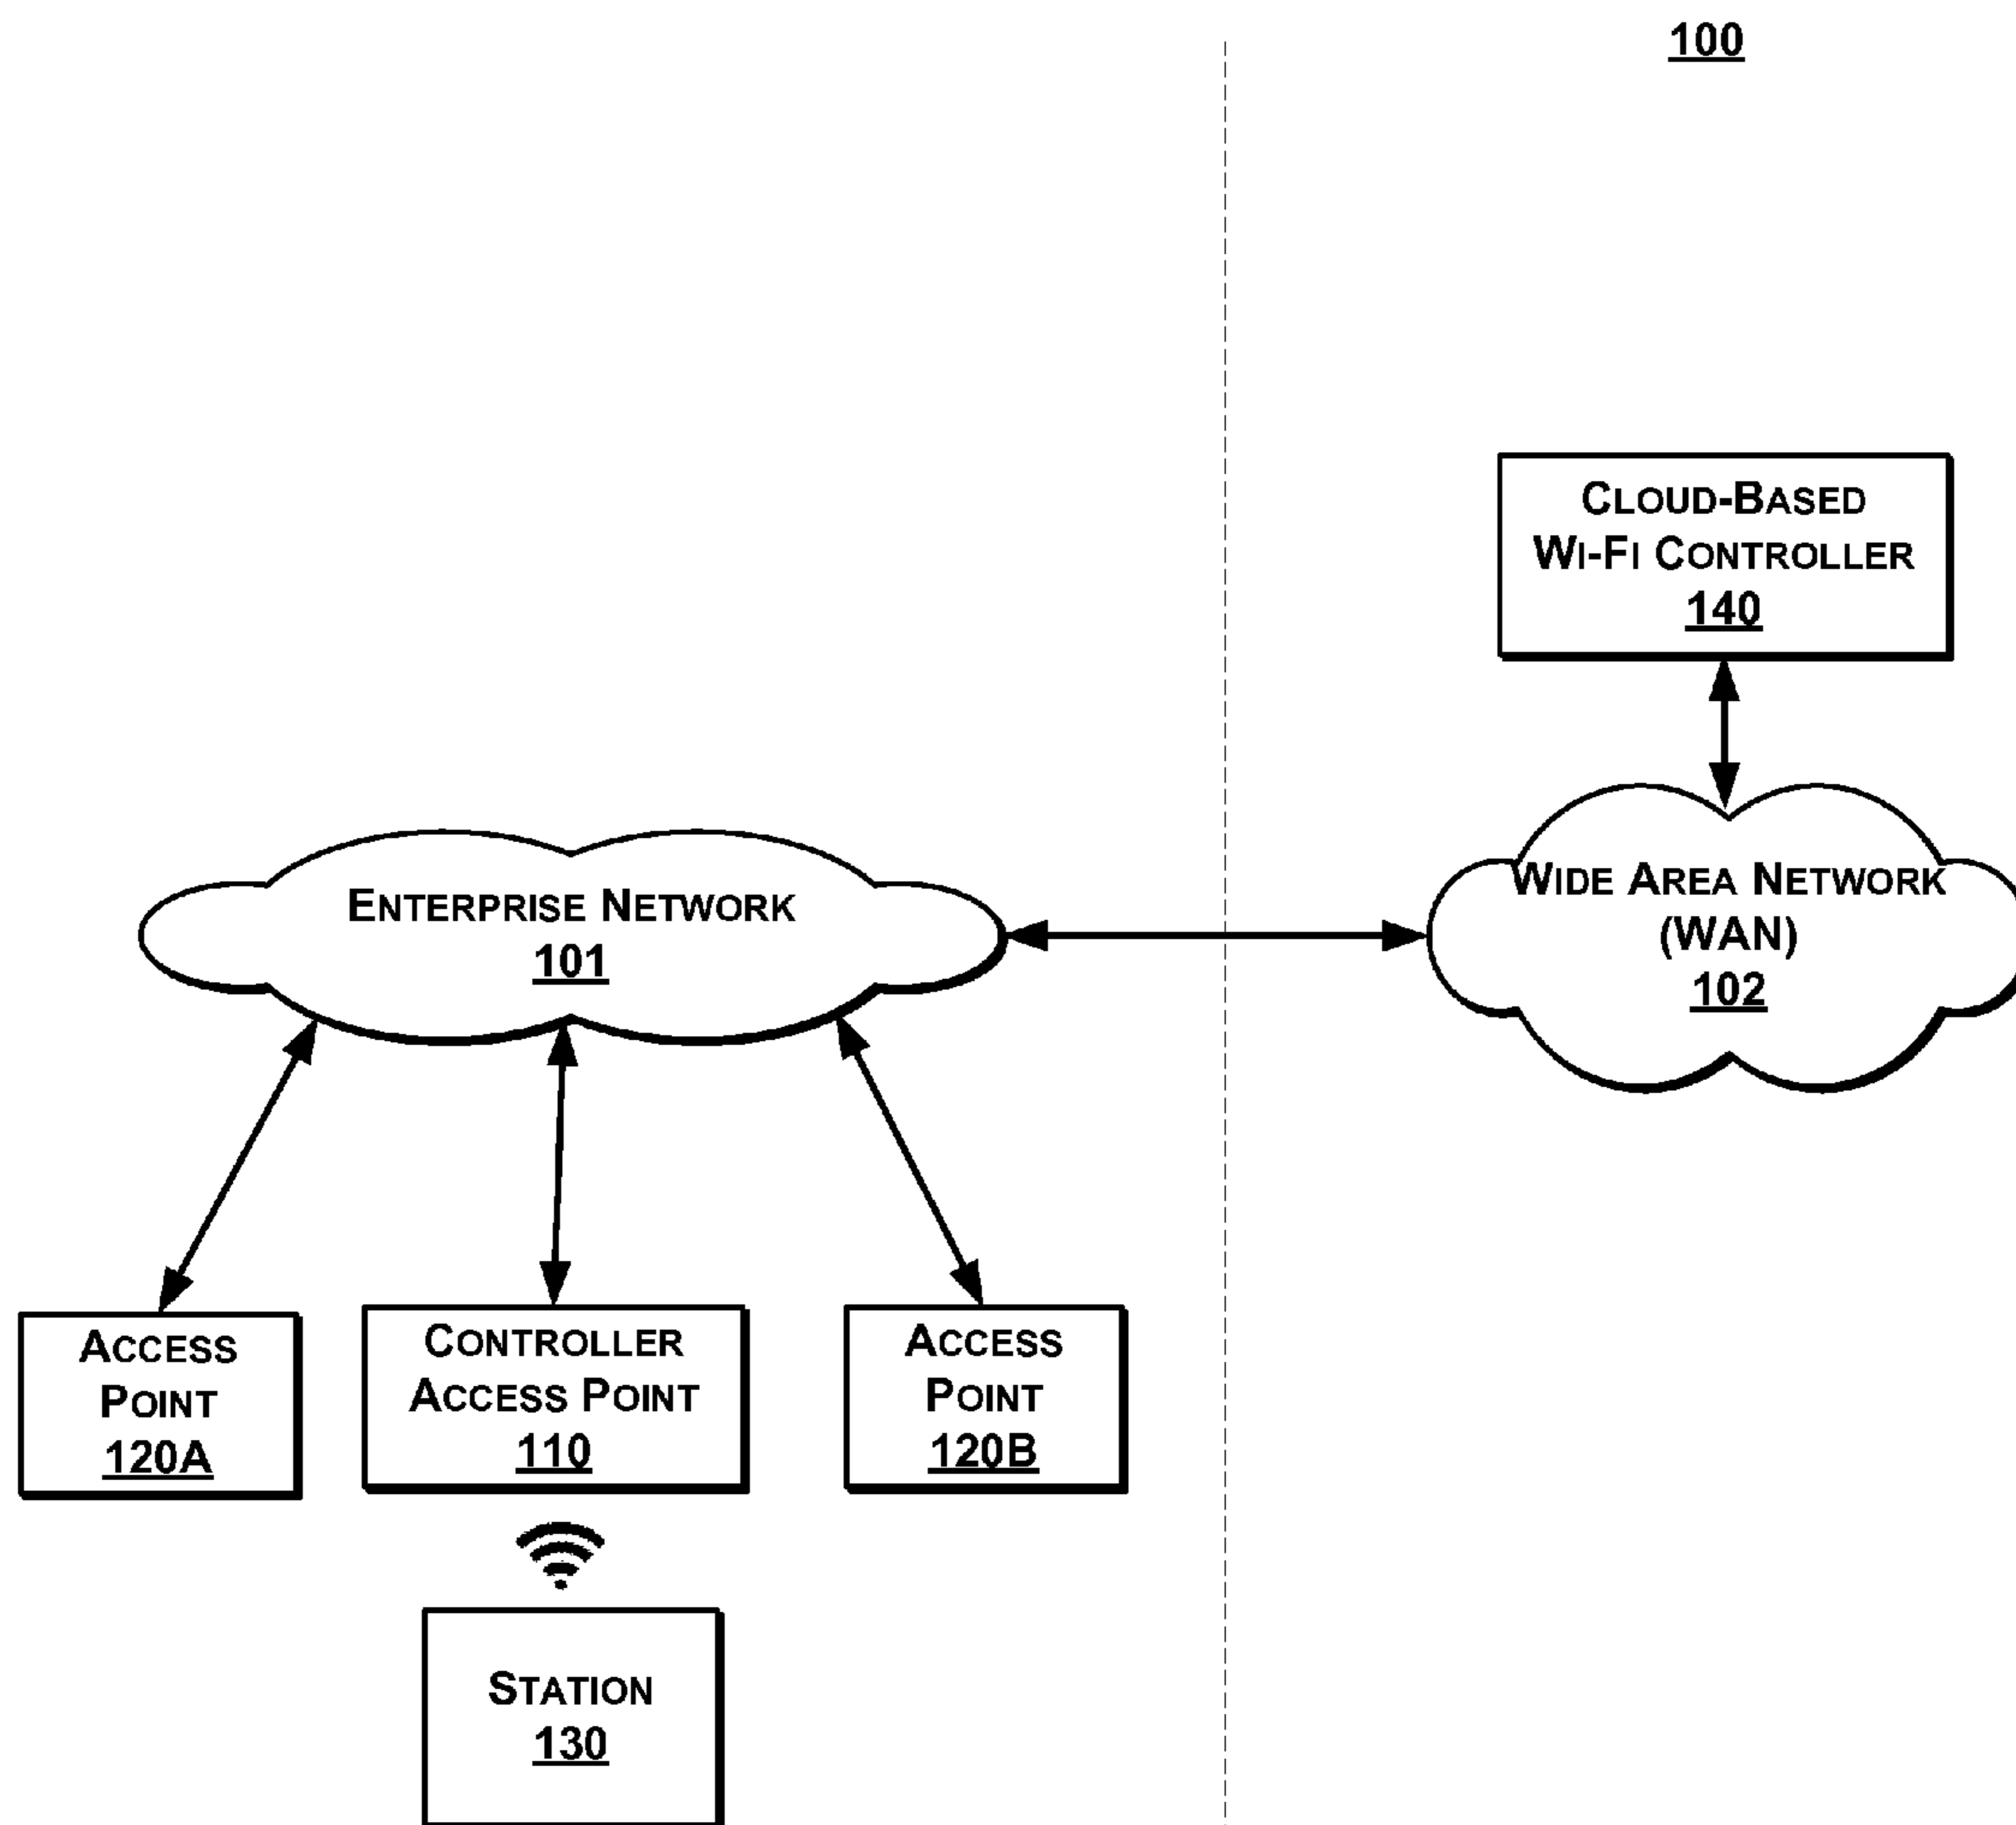 100
CLOUD-BASED
WI-FI CONTROLLER
140
WIDE AREA NETWORK
(WAN)
102
ENTERPRISE NETWORK
101
ACCESS
POINT
120A
CONTROLLER
ACCESS POINT
110
ACCESS
POINT
120B
STATION
130